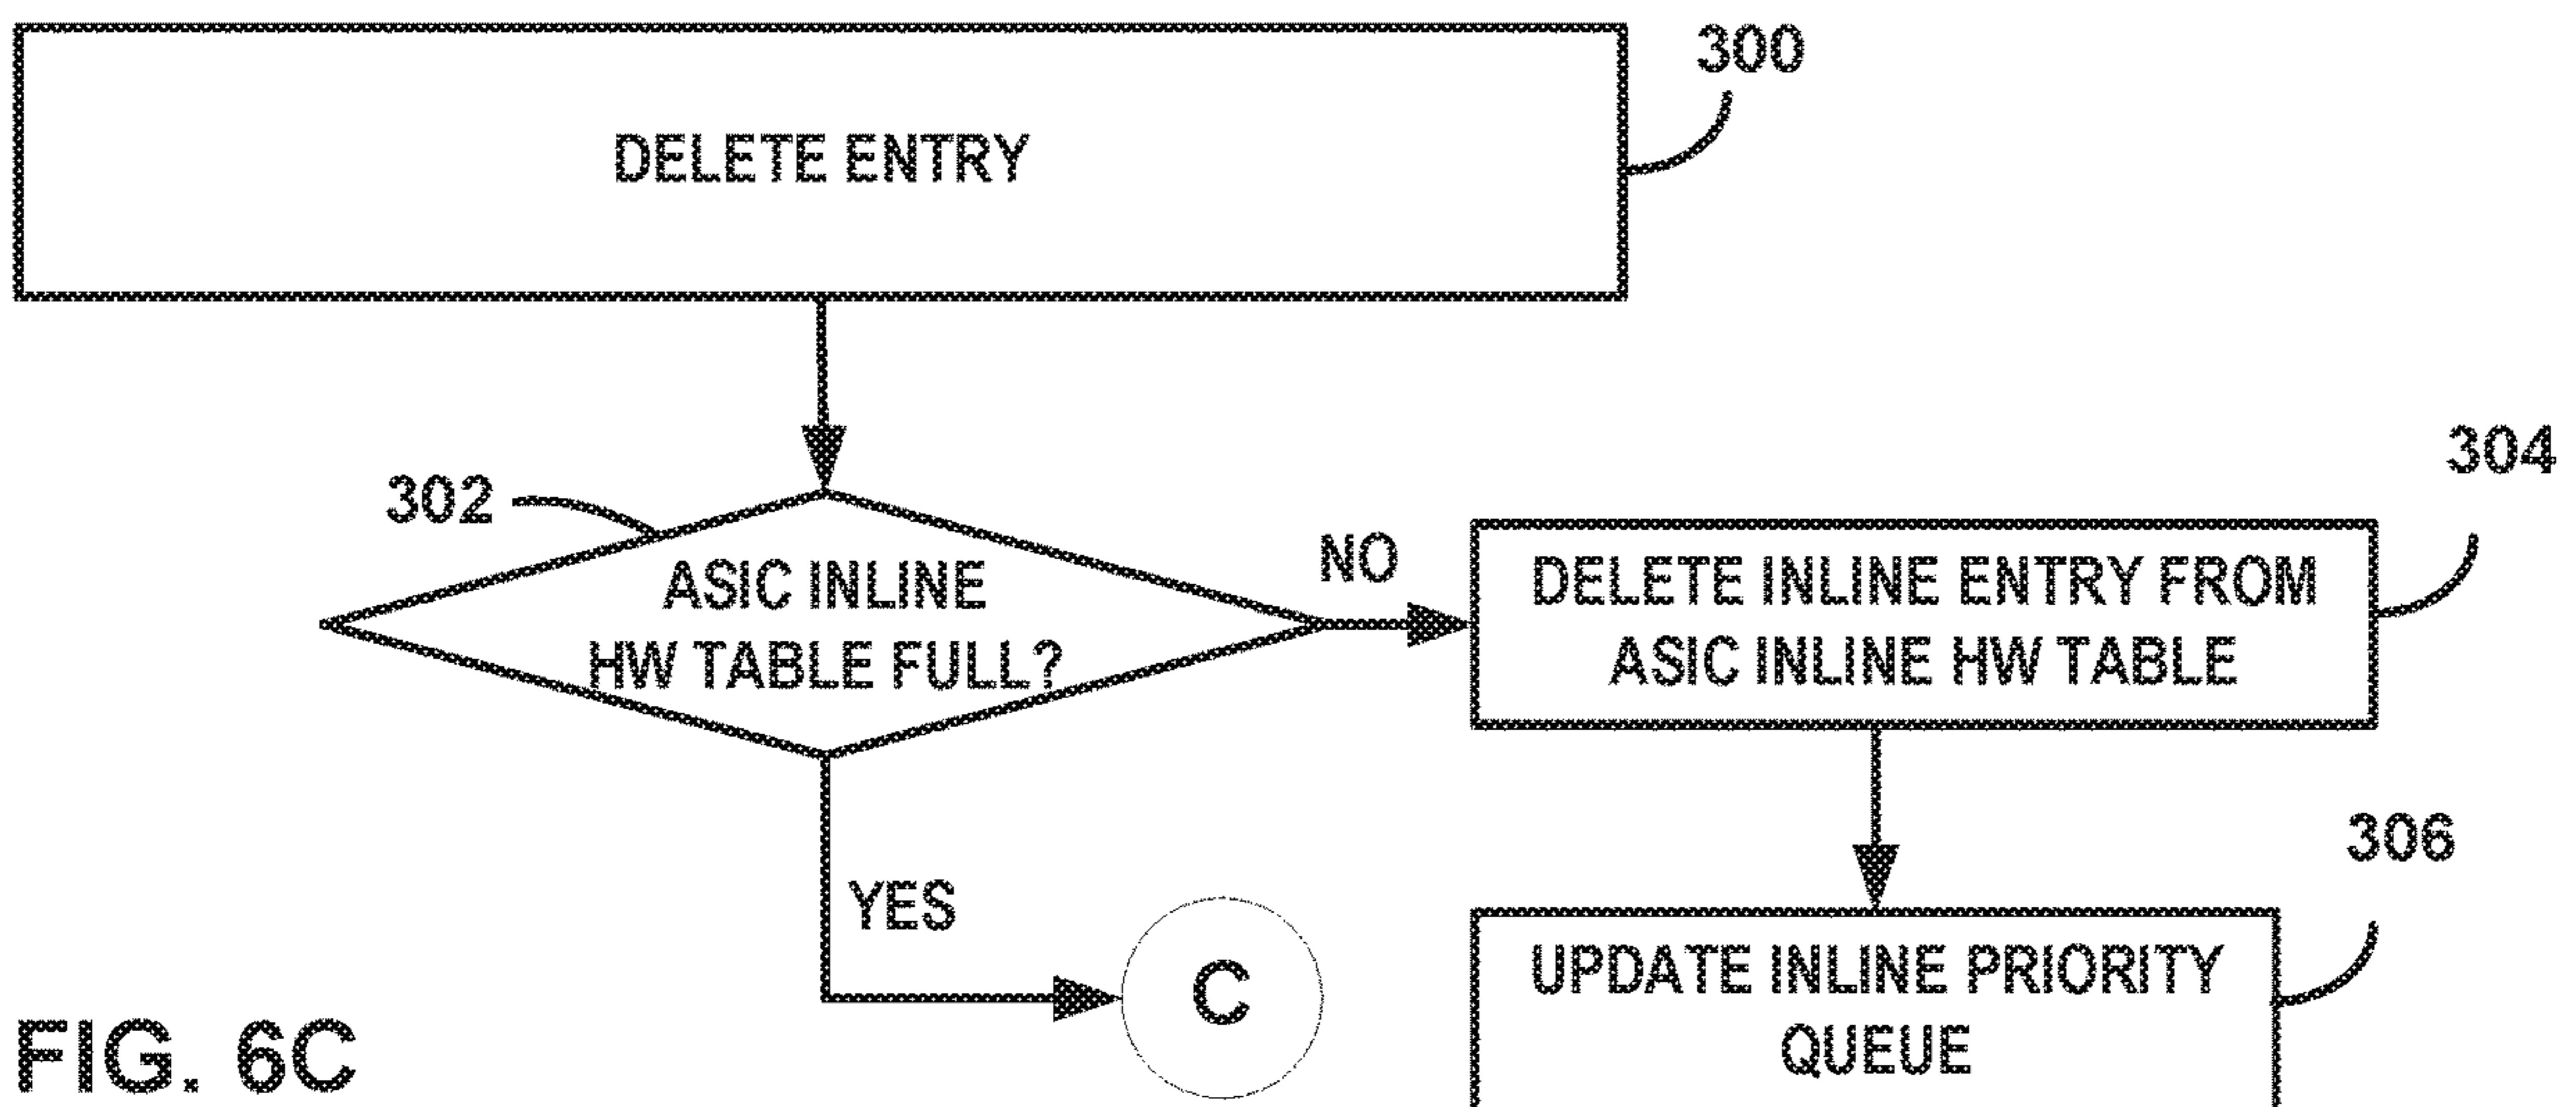 300
DELETE ENTRY
302
ASIC INLINE
HW TABLE FULL?
NO
304
DELETE INLINE ENTRY FROM
ASIC INLINE HW TABLE
YES
C
306
UPDATE INLINE PRIORITY
QUEUE
FIG. 6C